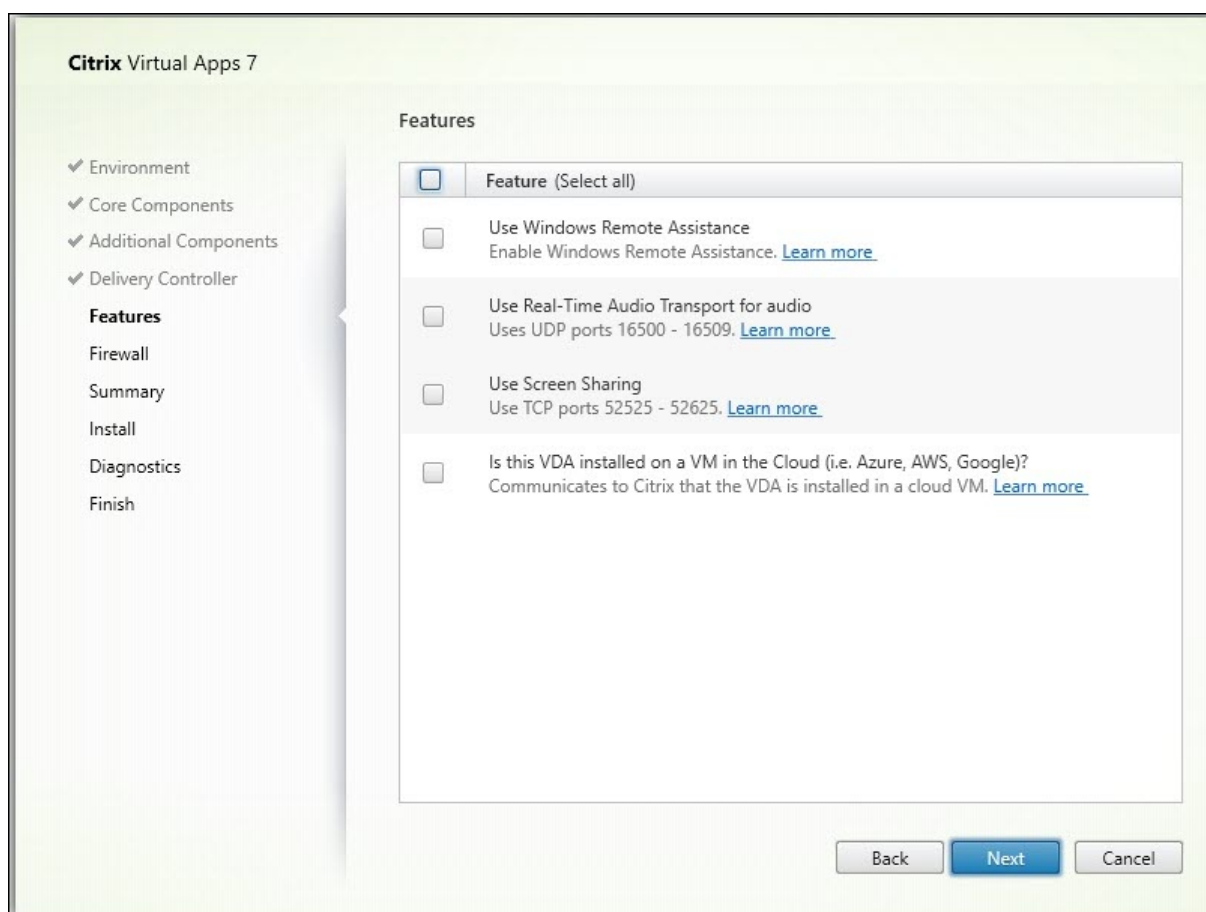 Citrix Virtual Apps 7
Features
Environment
Core Components
Additional Components
Delivery Controller
Features
Firewall
Summary
Install
Diagnostics
Finish
Feature (Select all)
Use Windows Remote Assistance
Enable Windows Remote Assistance. Learn more
Use Real-Time Audio Transport for audio
Uses UDP ports 16500 - 16509. Learn more
Use Screen Sharing
Use TCP ports 52525 - 52625. Learn more
Is this VDA installed on a VM in the Cloud (i.e. Azure, AWS, Google)?
Communicates to Citrix that the VDA is installed in a cloud VM. Learn more
Back Next Cancel